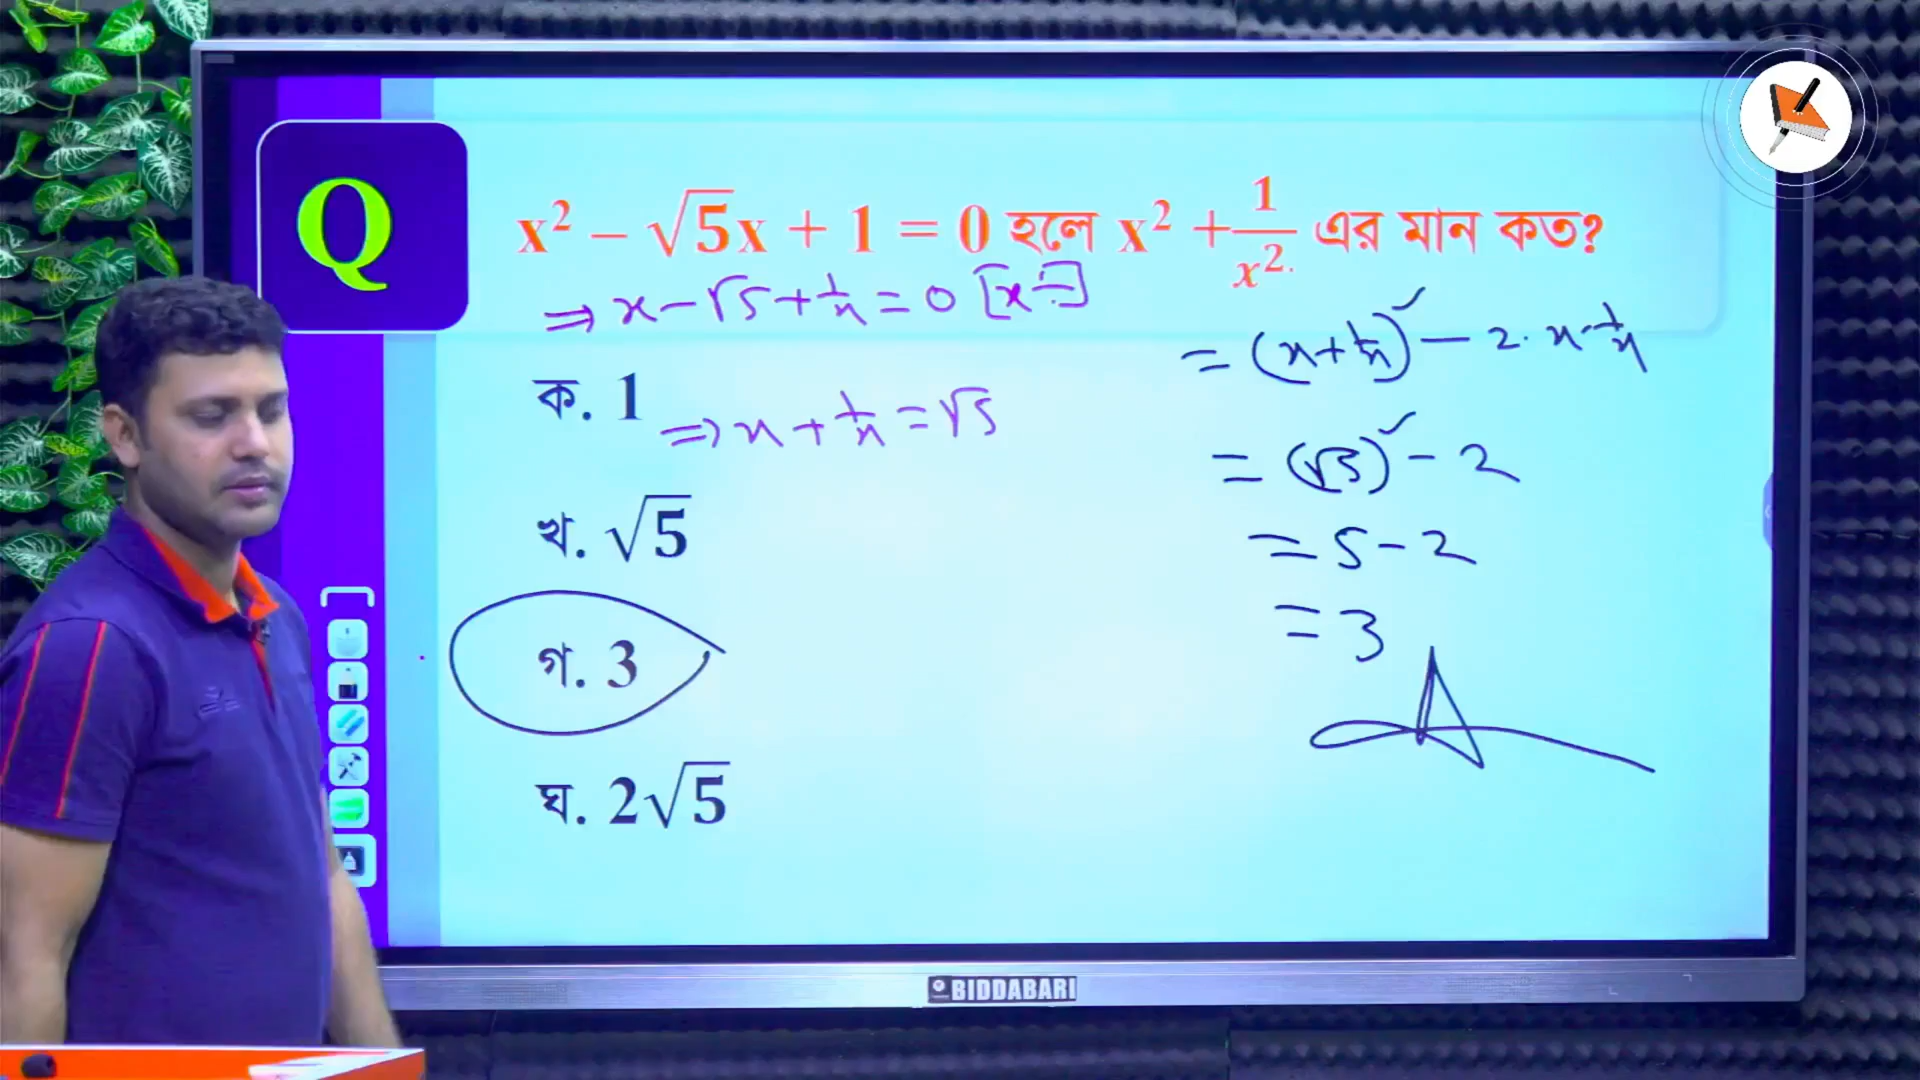 Q
x² − √5x + 1 = 0 হলে x² + 1/x². এর মান কত?
⇒ x − √5 + 1/x = 0 [x ÷]
= (x + 1/x)² − 2 · x · 1/x
ক. 1
⇒ x + 1/x = √5
= (√5)² − 2
খ. √5
= 5 − 2
গ. 3
= 3
ঘ. 2√5
BIDDABARI